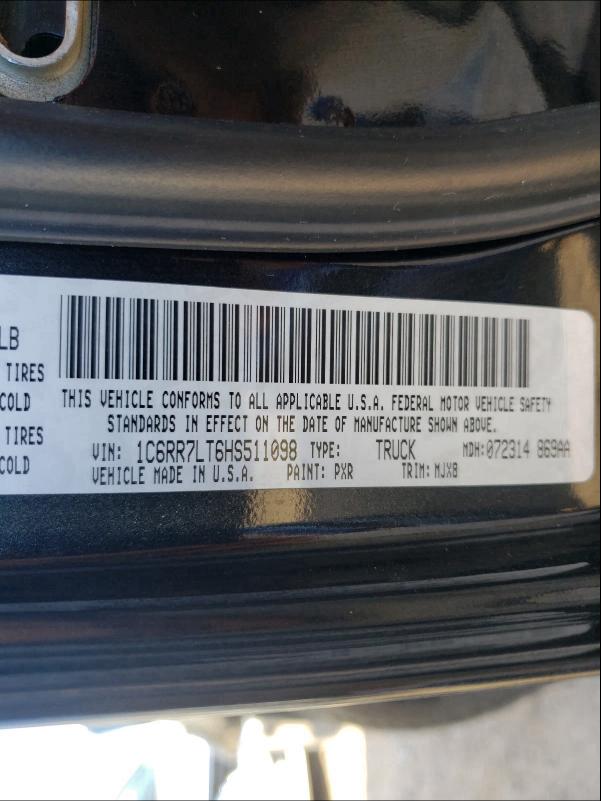 LB
TIRES
COLD
TIRES
COLD
THIS VEHICLE CONFORMS TO ALL APPLICABLE U.S.A. FEDERAL MOTOR VEHICLE SAFETY
STANDARDS IN EFFECT ON THE DATE OF MANUFACTURE SHOWN ABOVE.
VIN: 1C6RR7LT6HS511098 TYPE: TRUCK MDH: 072314 869AA
VEHICLE MADE IN U.S.A. PAINT: PXR TRIM: MJX8